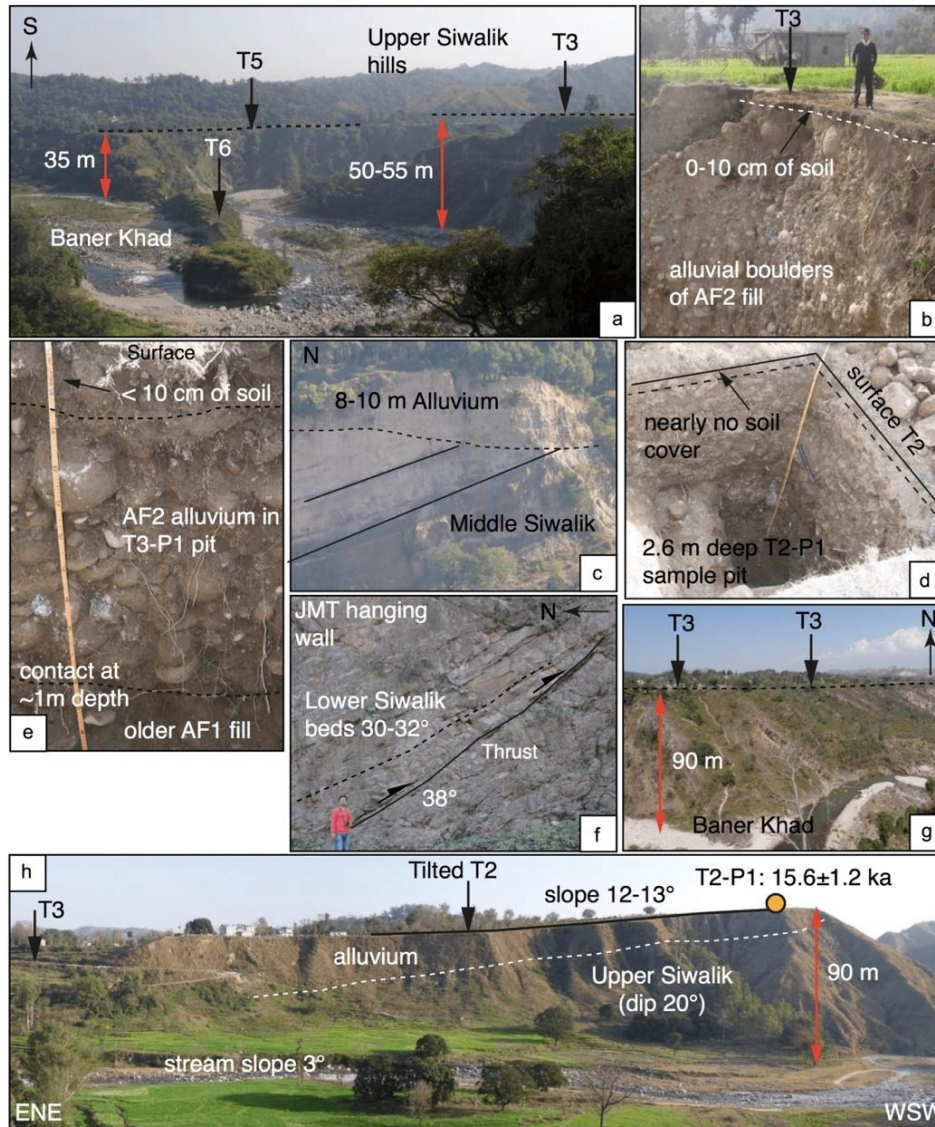 S
T5
Upper Siwalik
hills
T3
T6
35 m
50-55 m
Baner Khad
a
T3
0-10 cm of soil
alluvial boulders
of AF2 fill
b
Surface
< 10 cm of soil
AF2 alluvium in
T3-P1 pit
contact at
~1m depth
older AF1 fill
e
N
8-10 m Alluvium
Middle Siwalik
c
nearly no soil
cover
surface T2
2.6 m deep T2-P1
sample pit
d
JMT hanging
wall
N
Lower Siwalik
beds 30-32°
Thrust
38°
f
T3
T3
N
90 m
Baner Khad
g
h
Tilted T2
slope 12-13°
T2-P1: 15.6±1.2 ka
T3
alluvium
Upper Siwalik
(dip 20°)
90 m
stream slope 3°
ENE
WSW